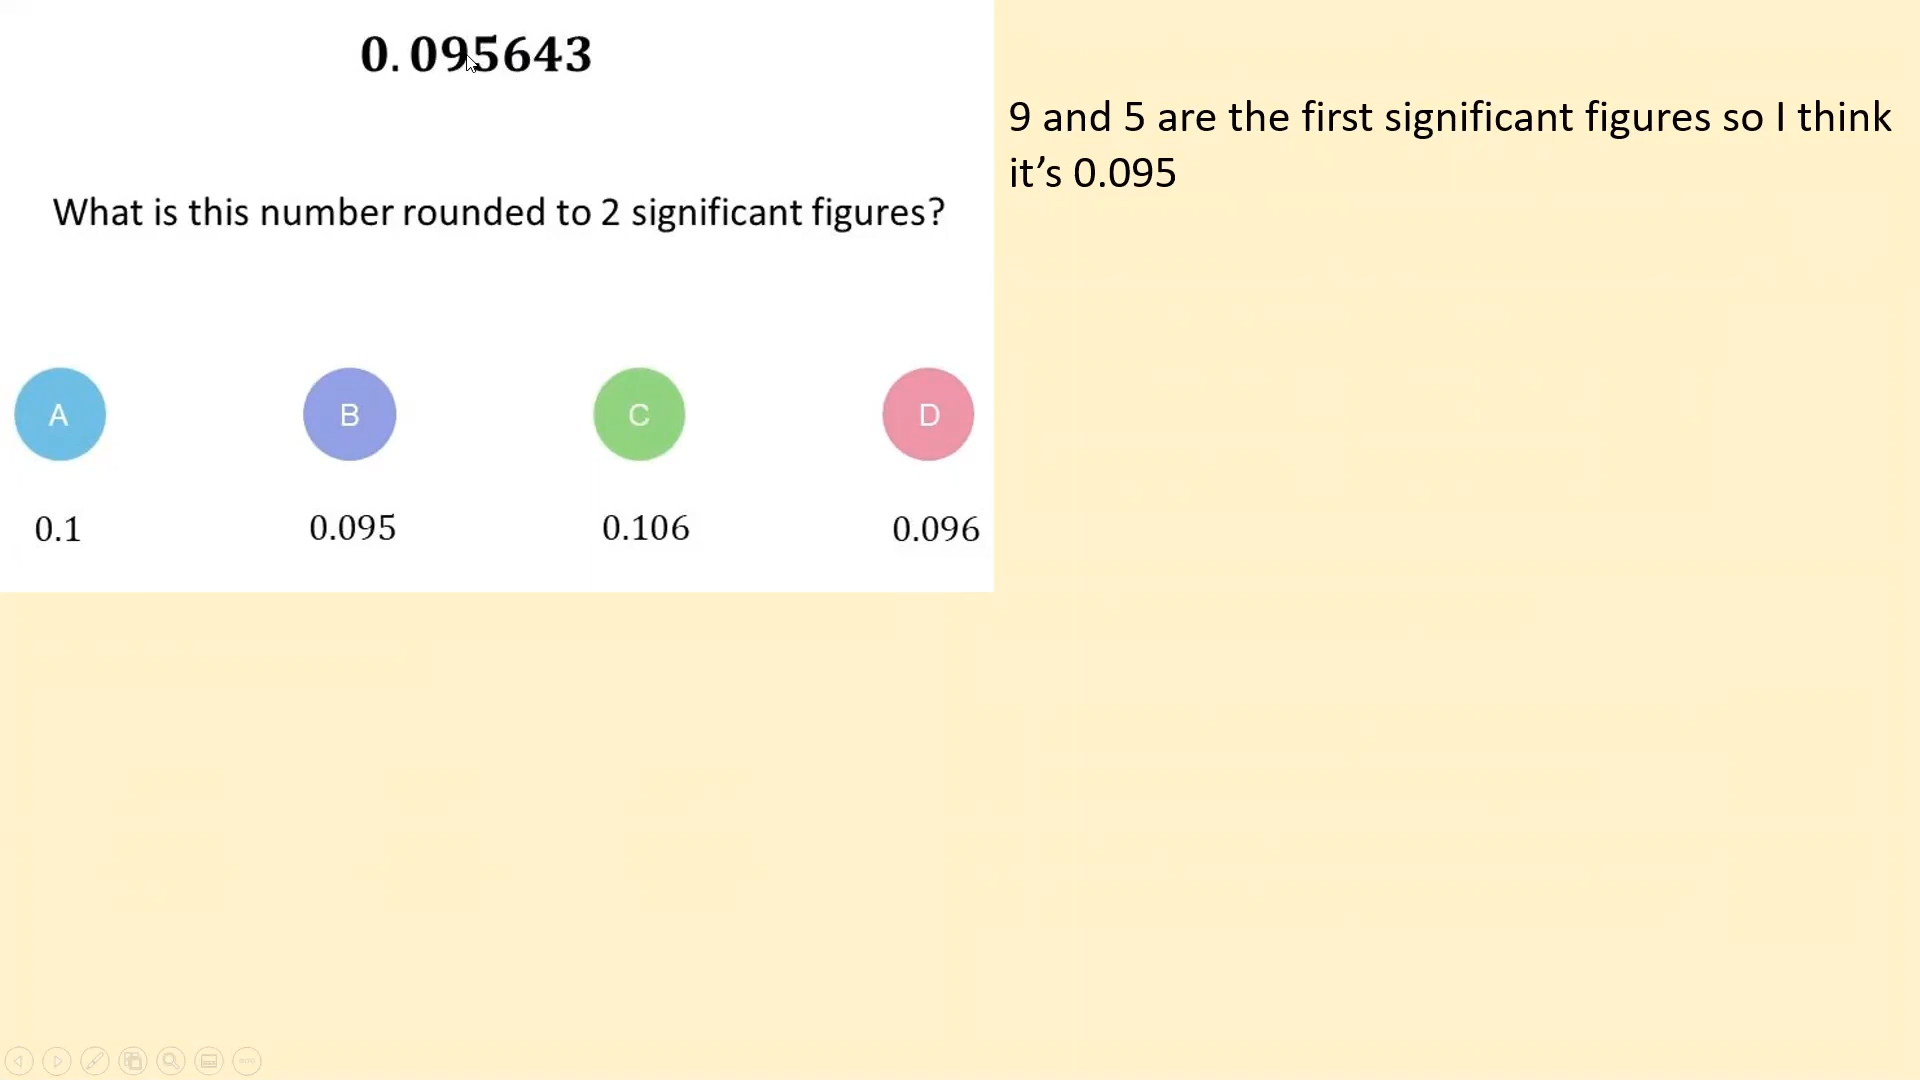 0.095643
9 and 5 are the first significant figures so I think
it’s 0.095
What is this number rounded to 2 significant figures?
A
B
C
D
0.1
0.095
0.106
0.096